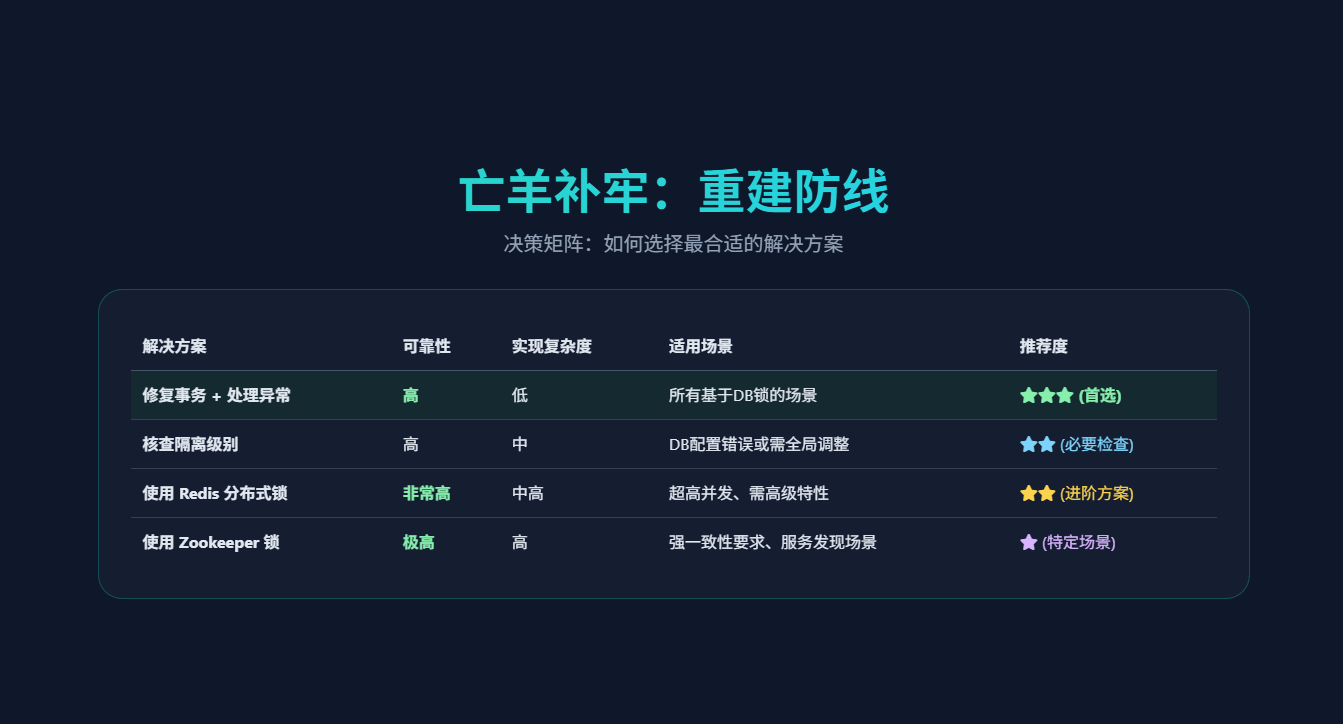 亡羊补牢：重建防线
决策矩阵：如何选择最合适的解决方案
解决方案 可靠性 实现复杂度 适用场景 推荐度
修复事务 + 处理异常 高 低 所有基于DB锁的场景 ★★★ (首选)
核查隔离级别 高 中 DB配置错误或需全局调整 ★★ (必要检查)
使用 Redis 分布式锁 非常高 中高 超高并发、需高级特性 ★★ (进阶方案)
使用 Zookeeper 锁 极高 高 强一致性要求、服务发现场景 ★ (特定场景)